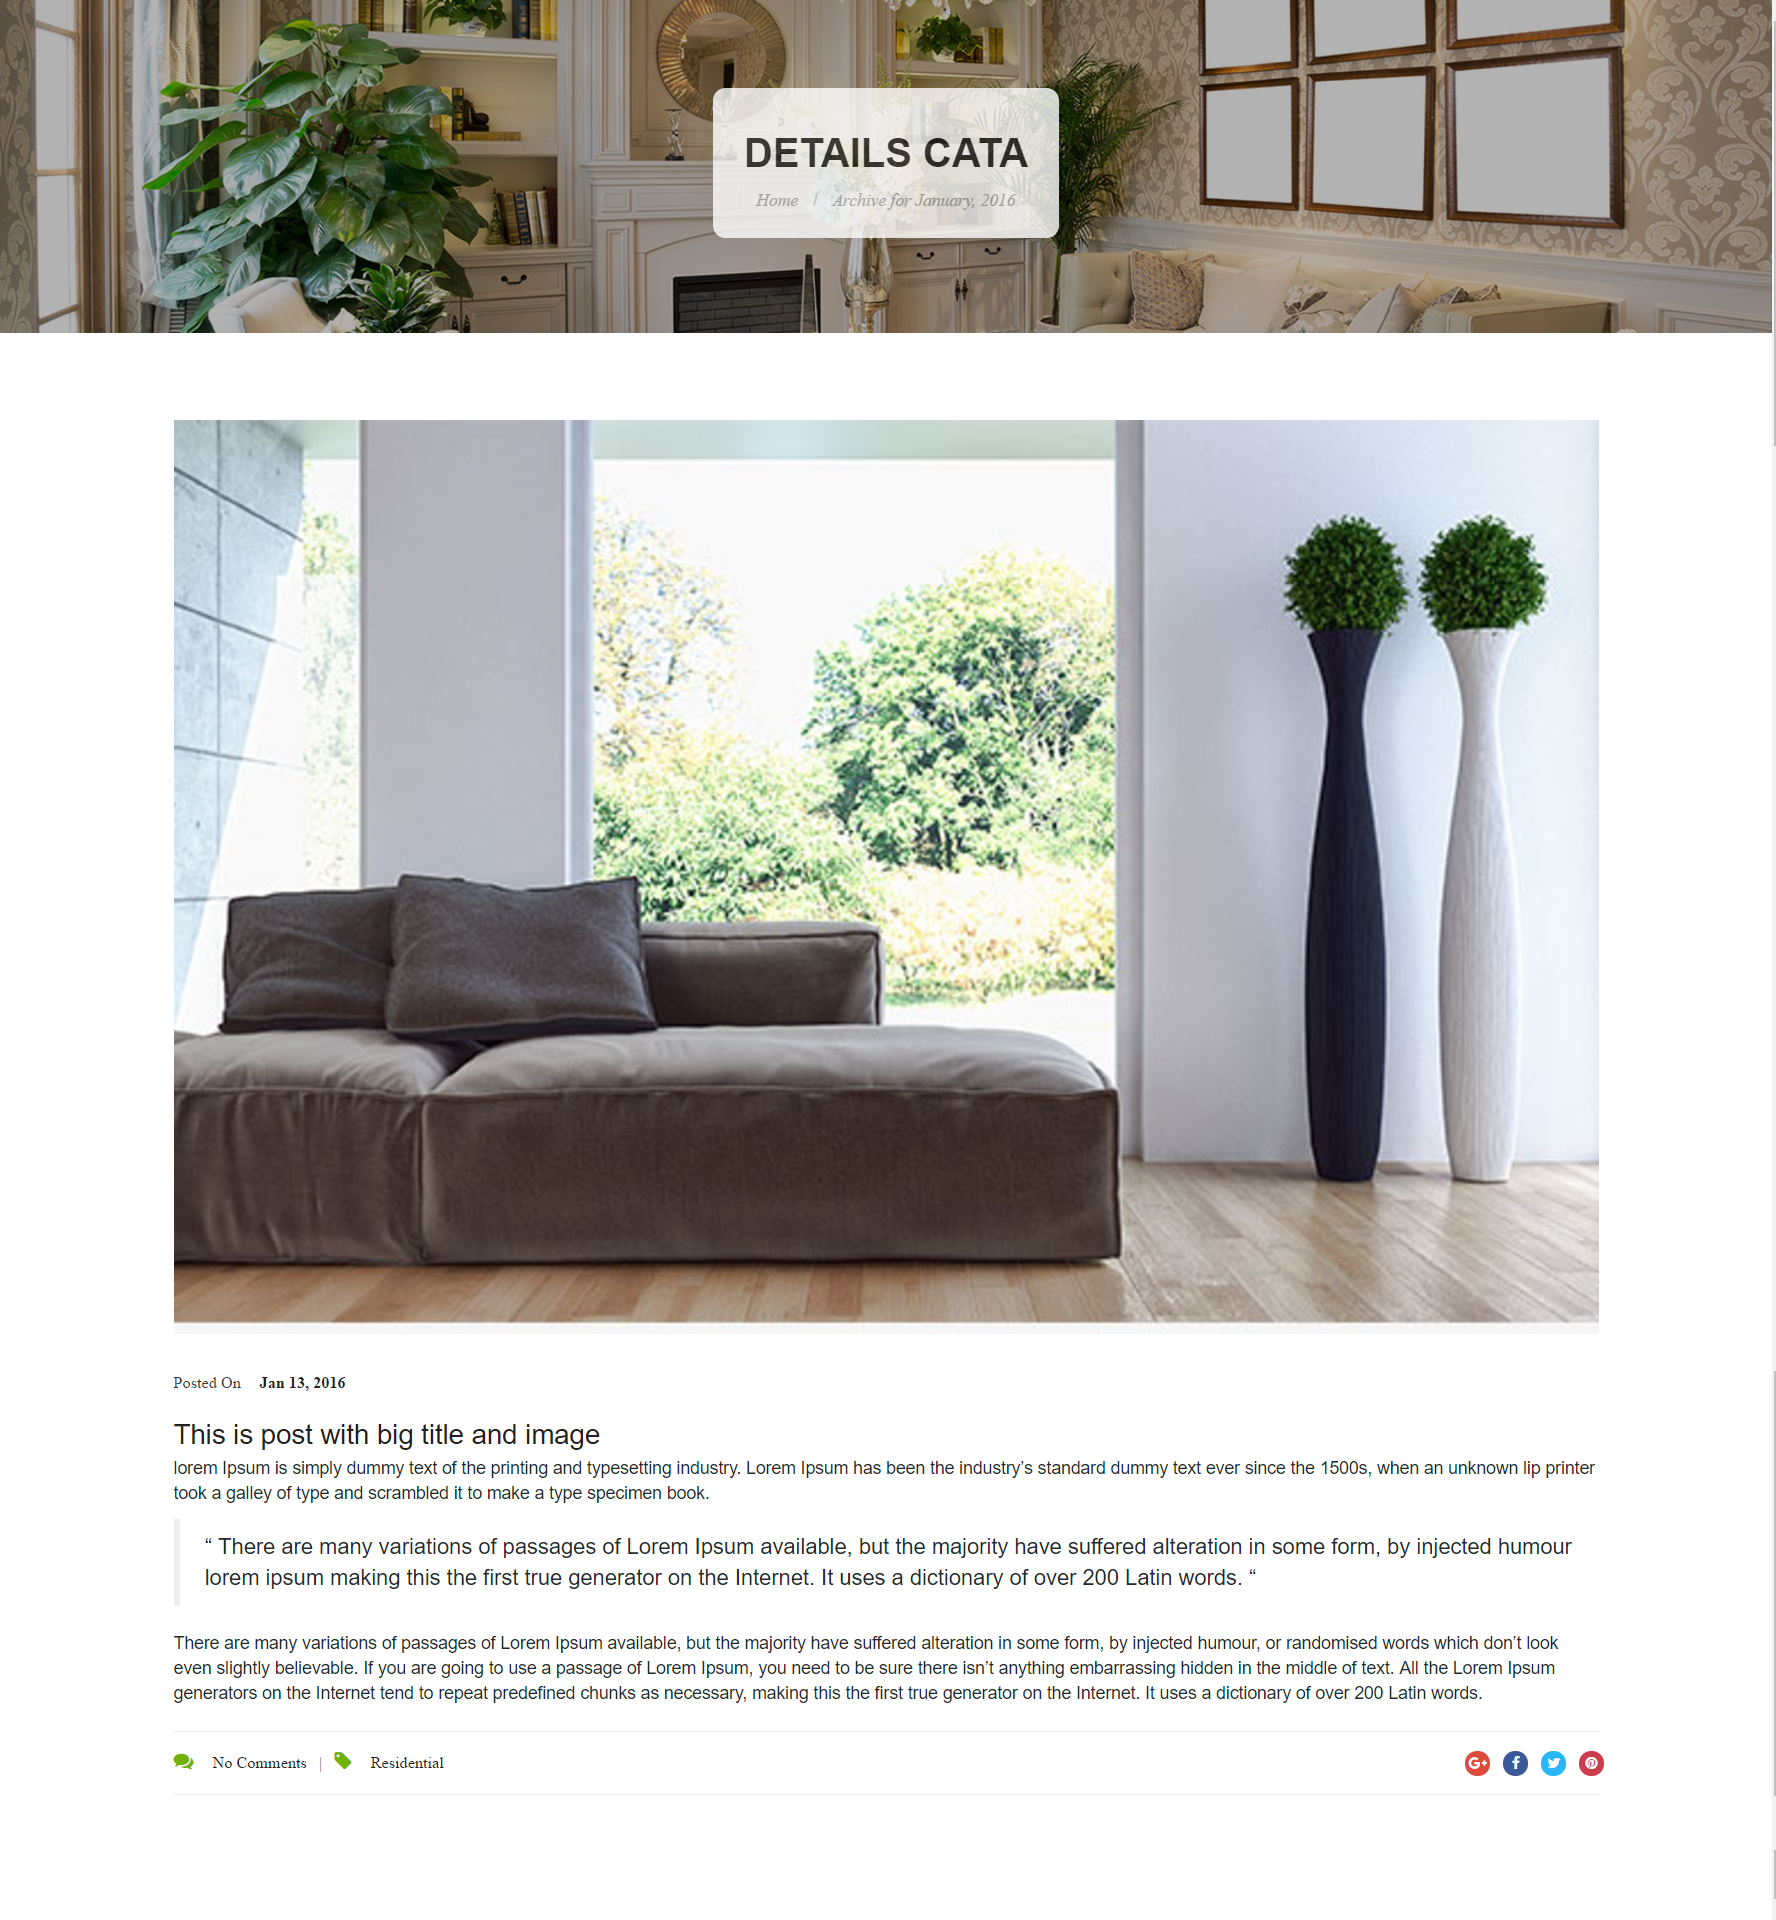 DETAILS CATA
Home / Archive for January, 2016
Posted On Jan 13, 2016
This is post with big title and image
lorem Ipsum is simply dummy text of the printing and typesetting industry. Lorem Ipsum has been the industry’s standard dummy text ever since the 1500s, when an unknown lip printer
took a galley of type and scrambled it to make a type specimen book.
“ There are many variations of passages of Lorem Ipsum available, but the majority have suffered alteration in some form, by injected humour
lorem ipsum making this the first true generator on the Internet. It uses a dictionary of over 200 Latin words. “
There are many variations of passages of Lorem Ipsum available, but the majority have suffered alteration in some form, by injected humour, or randomised words which don’t look
even slightly believable. If you are going to use a passage of Lorem Ipsum, you need to be sure there isn’t anything embarrassing hidden in the middle of text. All the Lorem Ipsum
generators on the Internet tend to repeat predefined chunks as necessary, making this the first true generator on the Internet. It uses a dictionary of over 200 Latin words.
No Comments | Residential